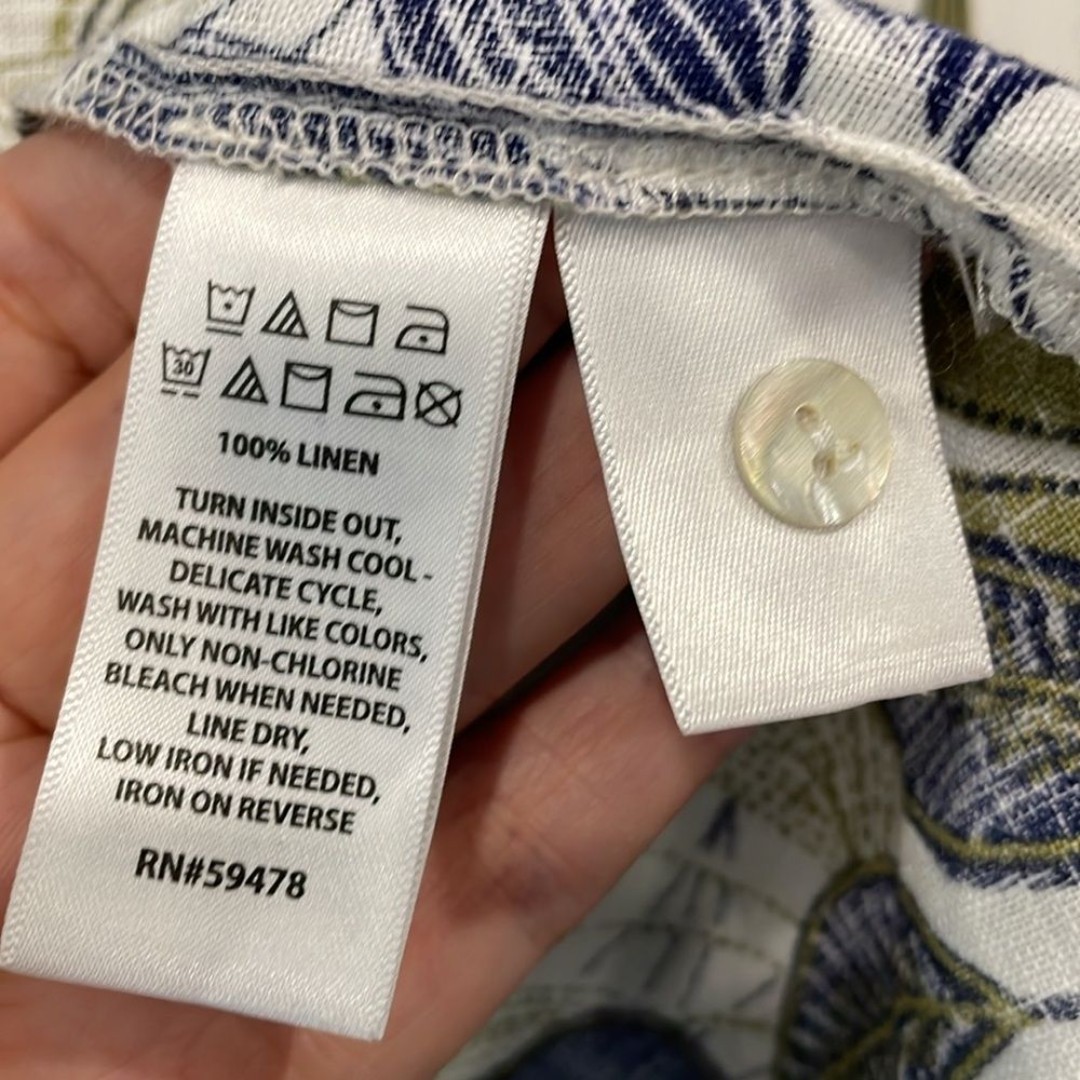 30
100% LINEN
TURN INSIDE OUT,
MACHINE WASH COOL -
DELICATE CYCLE,
WASH WITH LIKE COLORS,
ONLY NON-CHLORINE
BLEACH WHEN NEEDED,
LINE DRY,
LOW IRON IF NEEDED,
IRON ON REVERSE
RN#59478